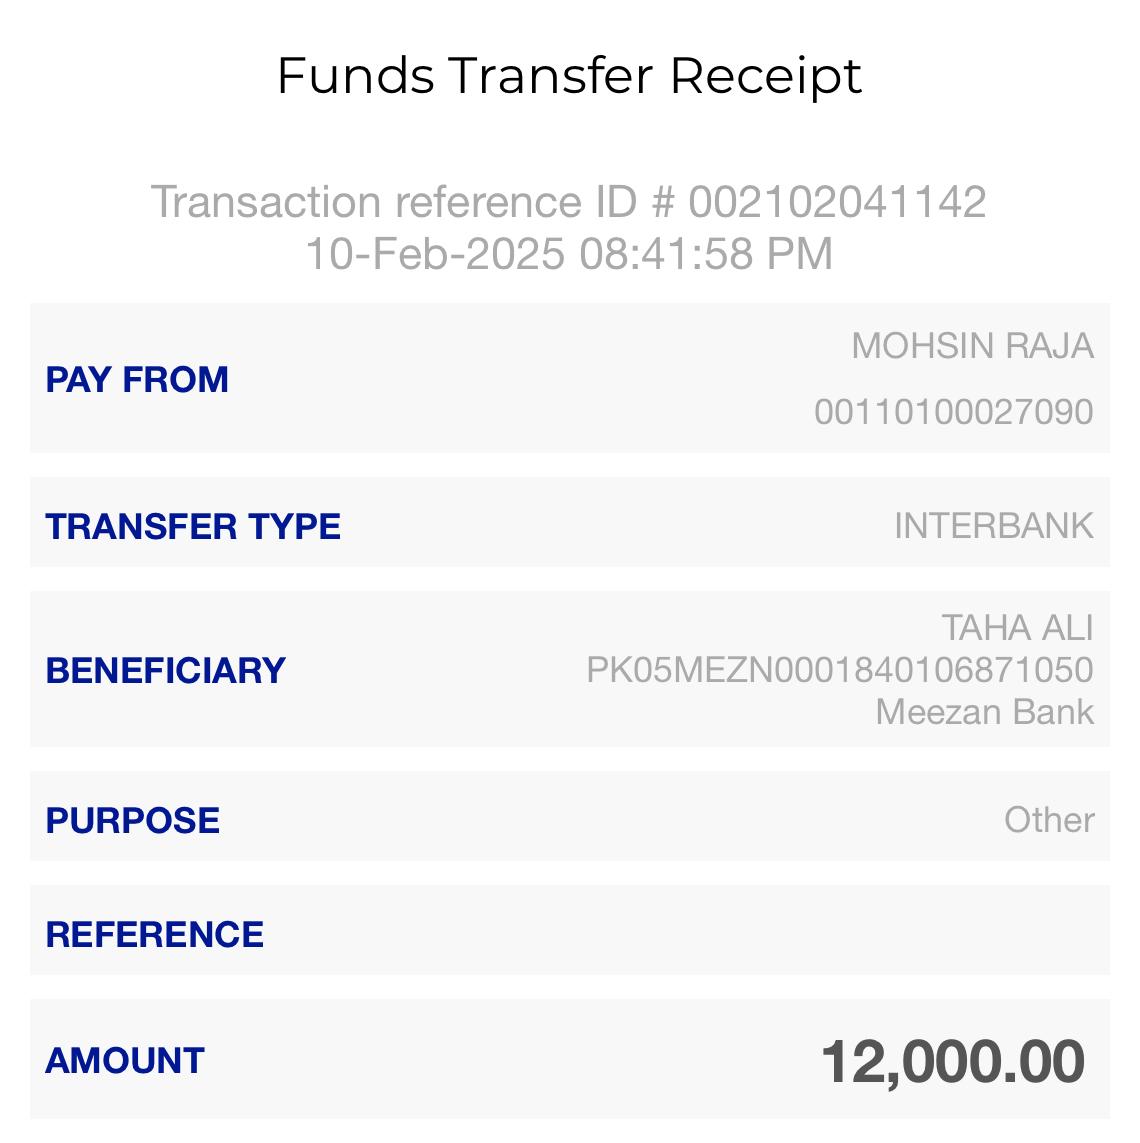 Funds Transfer Receipt
Transaction reference ID # 002102041142
10-Feb-2025 08:41:58 PM
PAY FROM
MOHSIN RAJA
00110100027090
TRANSFER TYPE
INTERBANK
BENEFICIARY
TAHA ALI
PK05MEZN0001840106871050
Meezan Bank
PURPOSE
Other
REFERENCE
AMOUNT
12,000.00